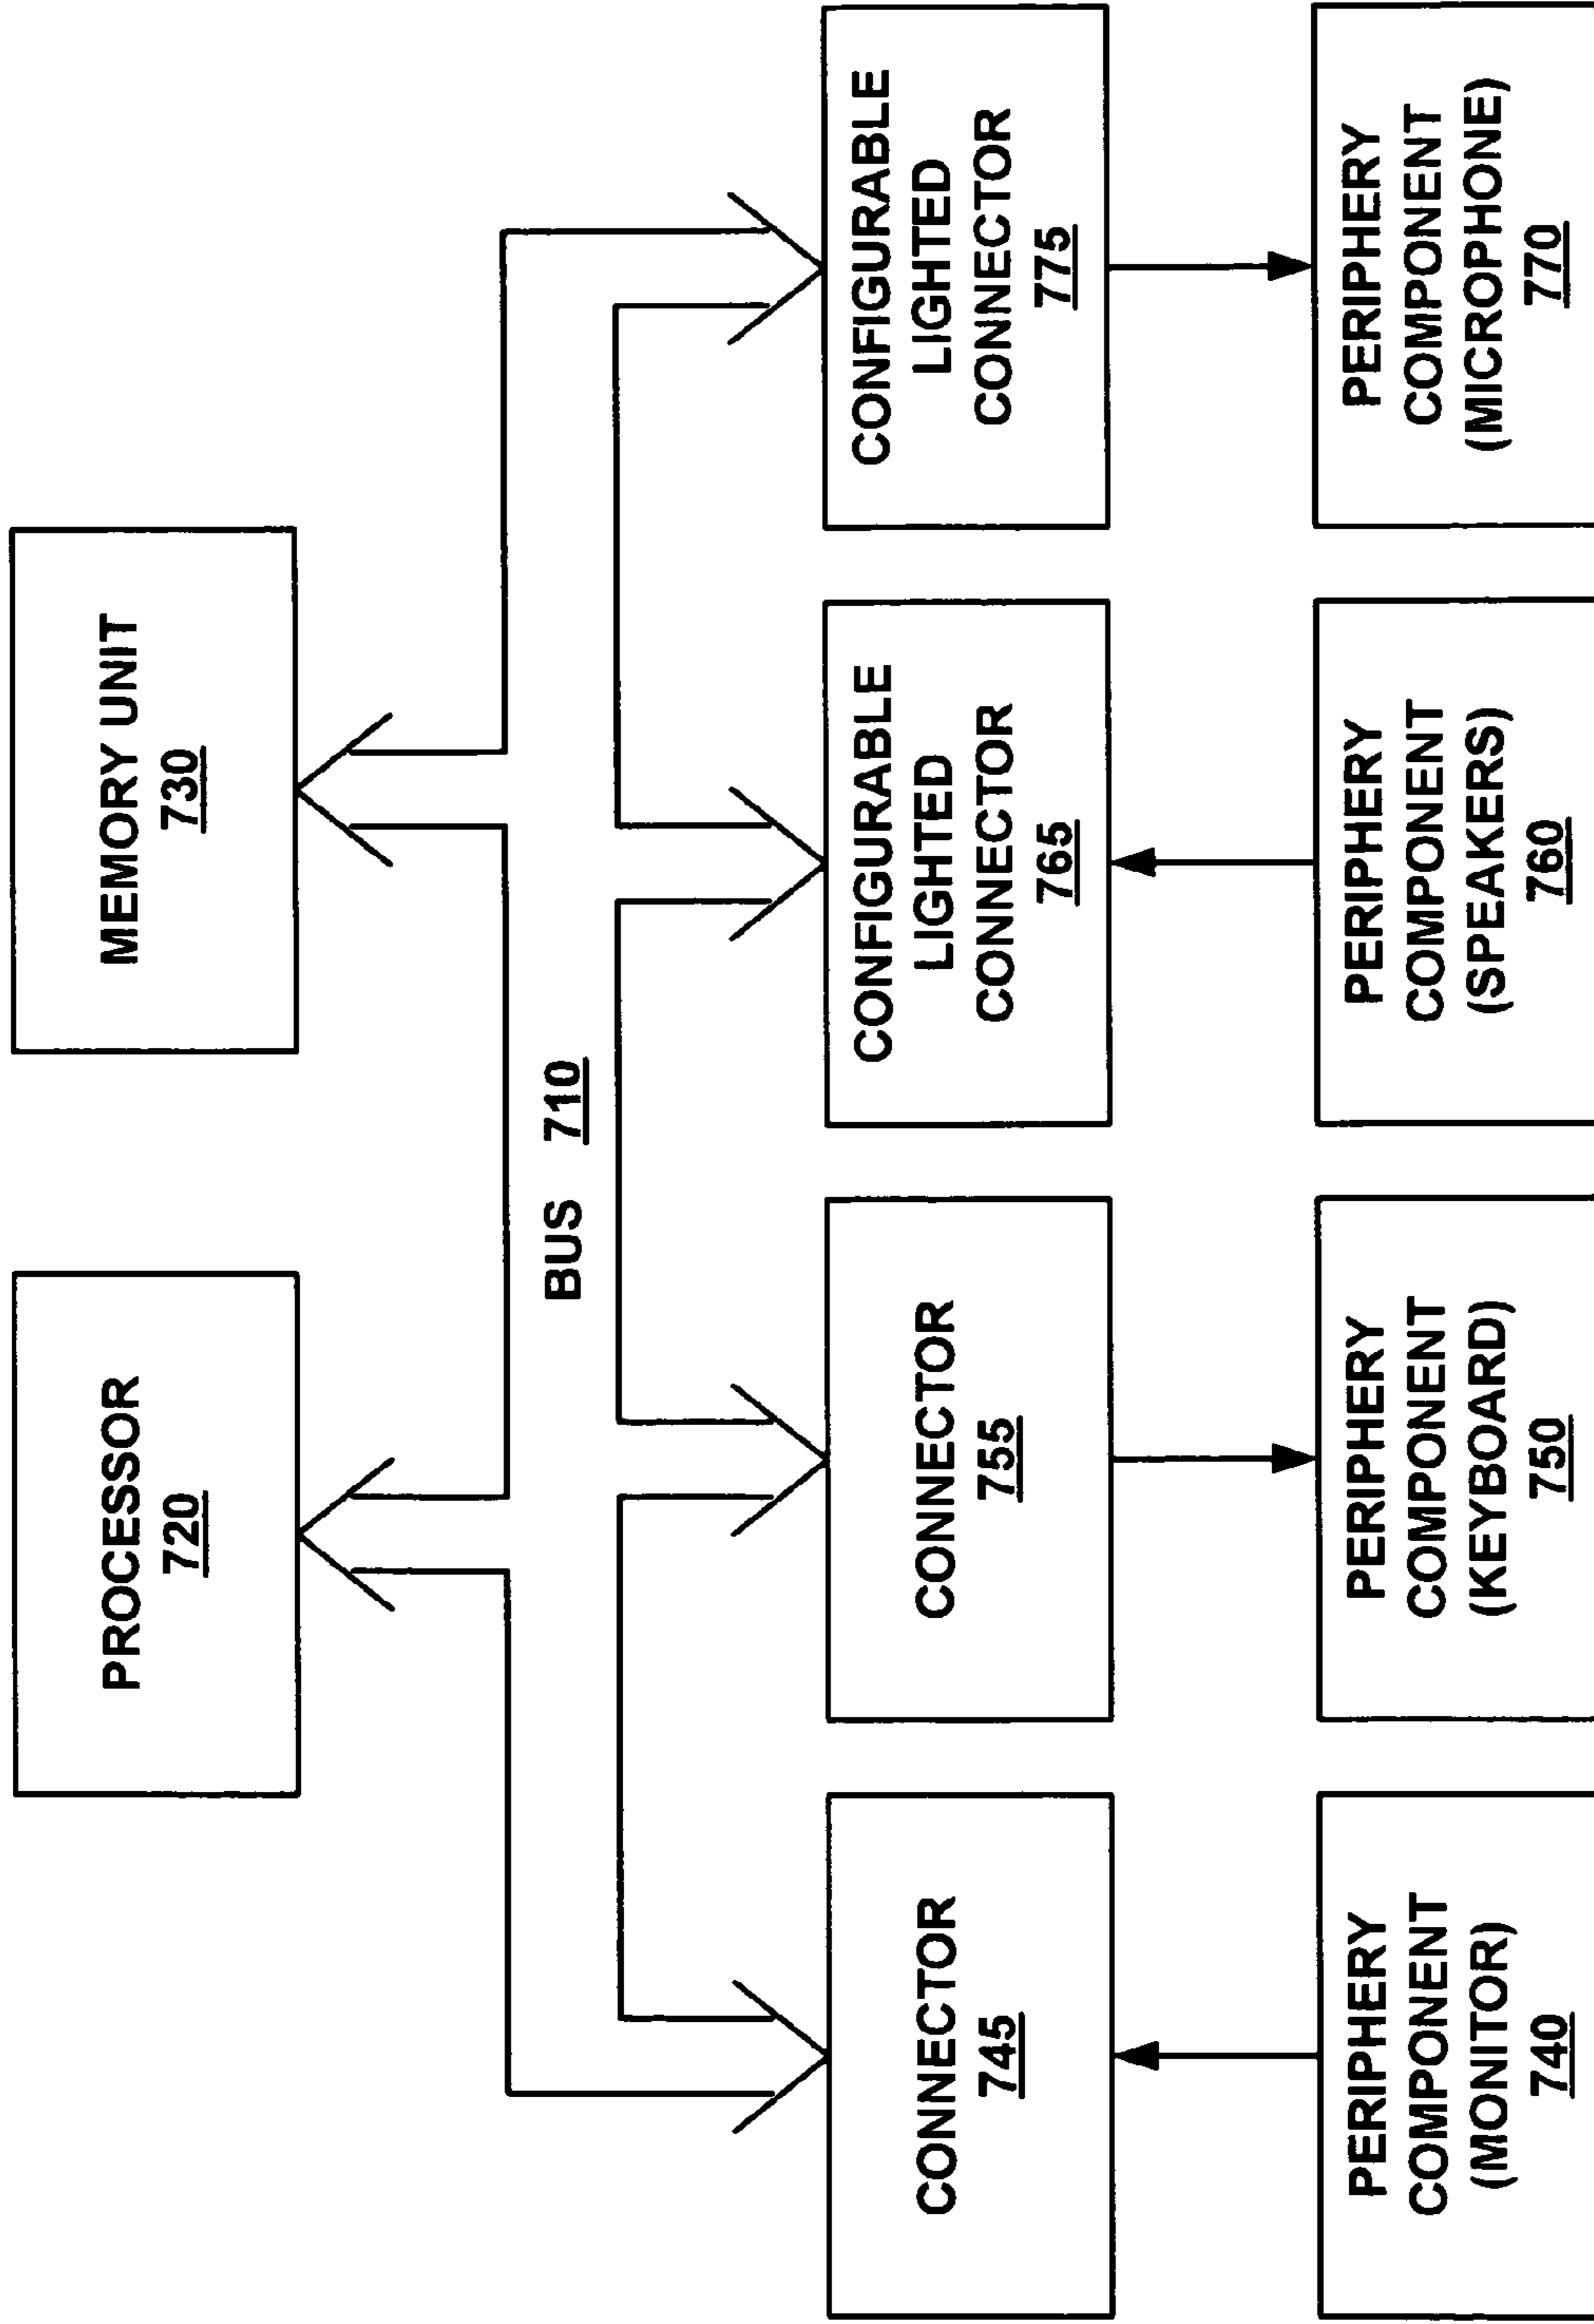 PROCESSOR
720
MEMORY UNIT
730
BUS 710
CONNECTOR
745
CONNECTOR
755
CONFIGURABLE
LIGHTED
CONNECTOR
765
CONFIGURABLE
LIGHTED
CONNECTOR
775
PERIPHERY
COMPONENT
(MONITOR)
740
PERIPHERY
COMPONENT
(KEYBOARD)
750
PERIPHERY
COMPONENT
(SPEAKERS)
760
PERIPHERY
COMPONENT
(MICROPHONE)
770